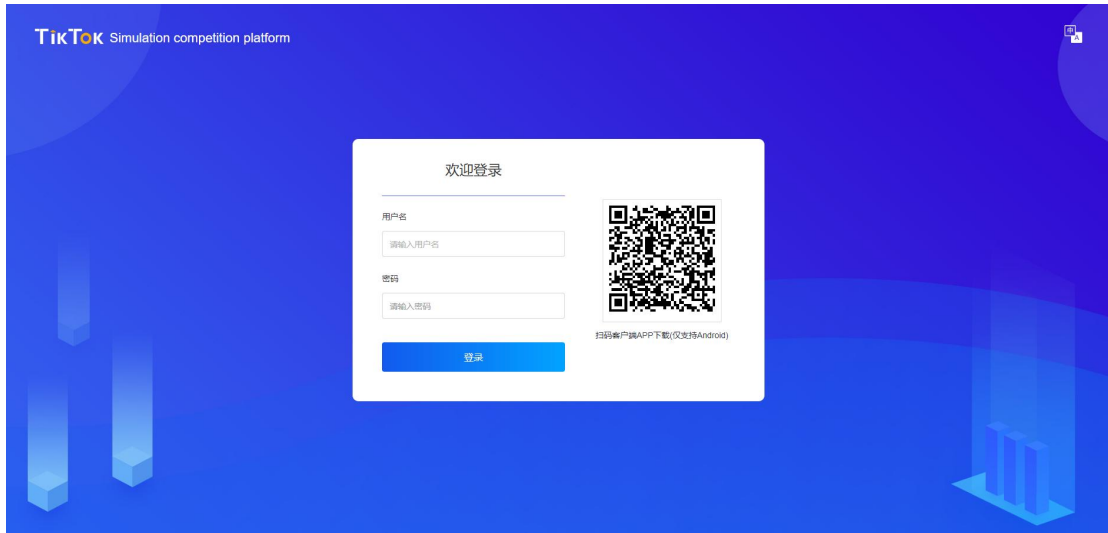 TikTok Simulation competition platform
中
A
欢迎登录
用户名
请输入用户名
密码
请输入密码
登录
扫码客户端APP下载(仅支持Android)